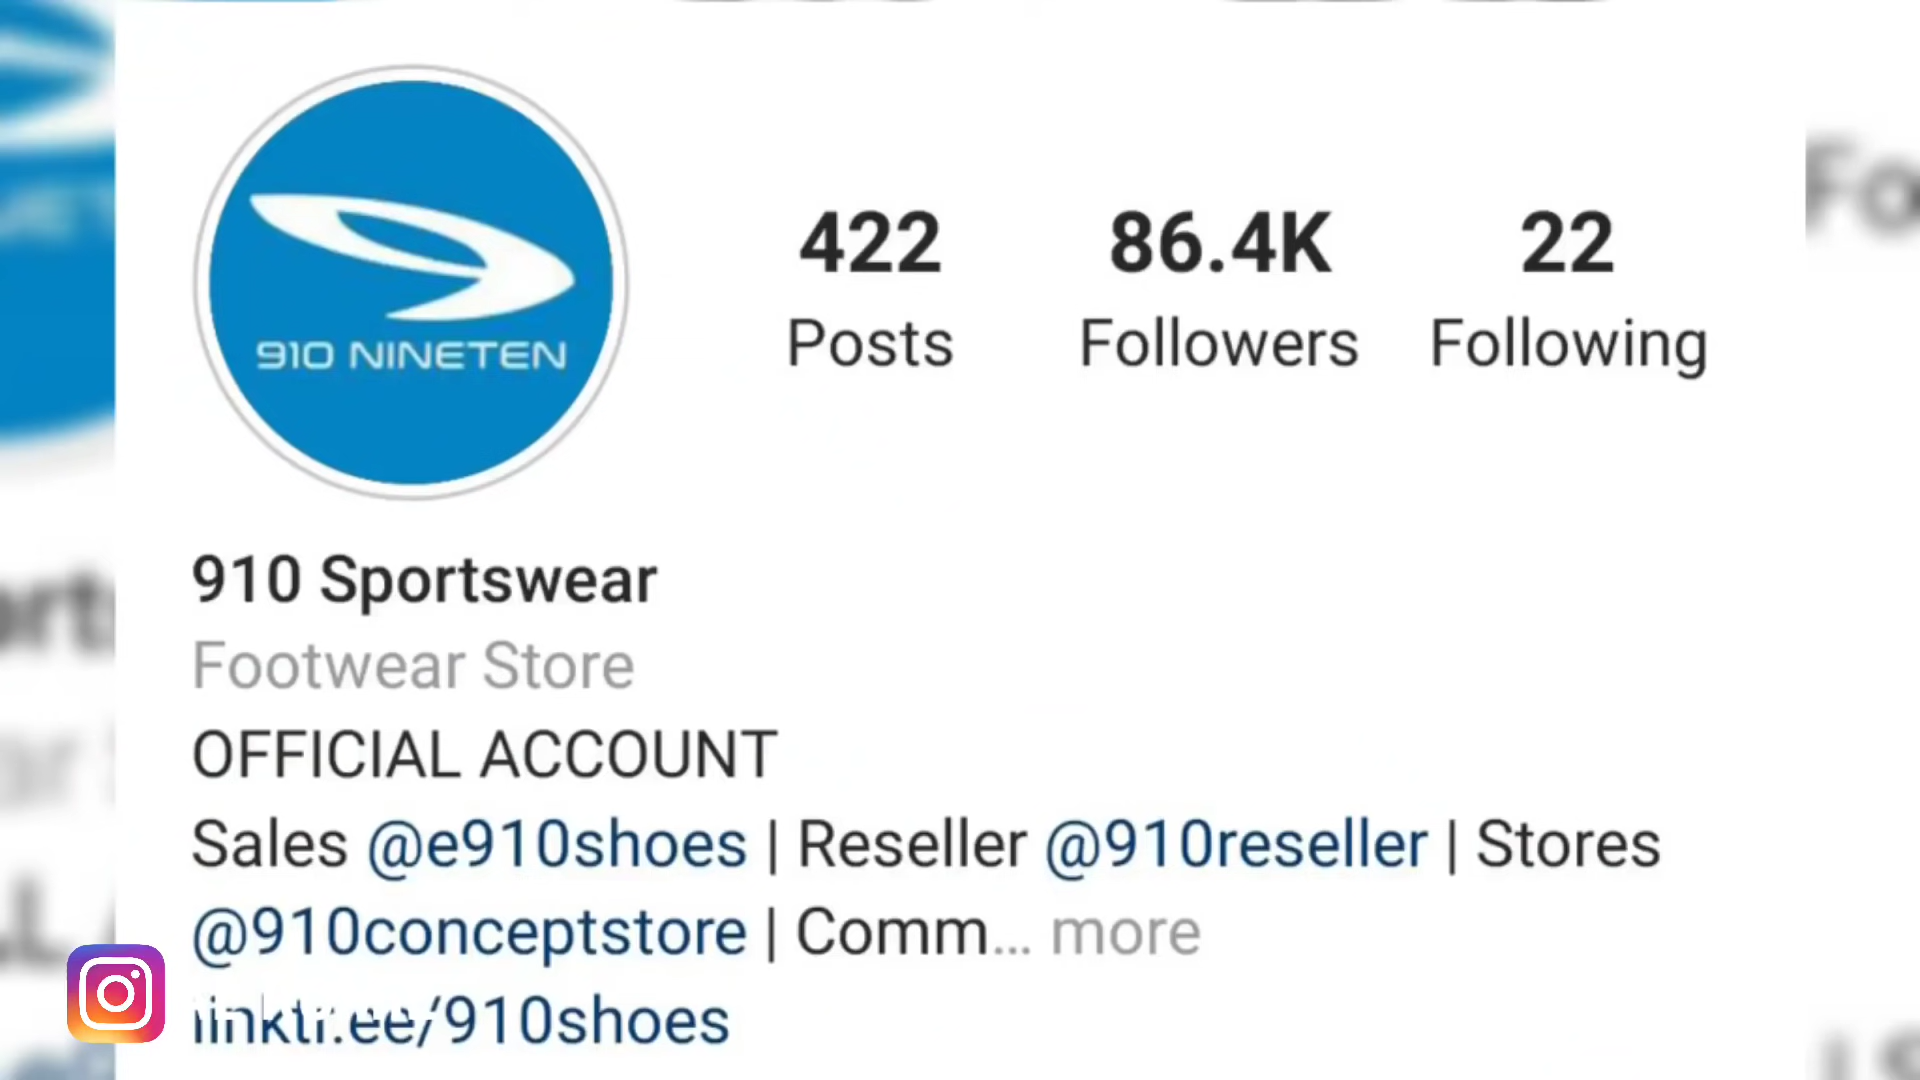 910 NINETEN
422 86.4K 22
Posts Followers Following
910 Sportswear
Footwear Store
OFFICIAL ACCOUNT
Sales @e910shoes | Reseller @910reseller | Stores
@910conceptstore | Comm... more
linktr.ee/910shoes